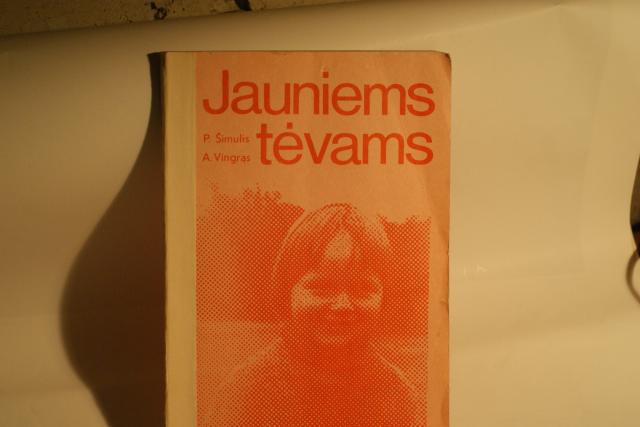 Jauniems
P. Šimulis
A. Vingras
tėvams